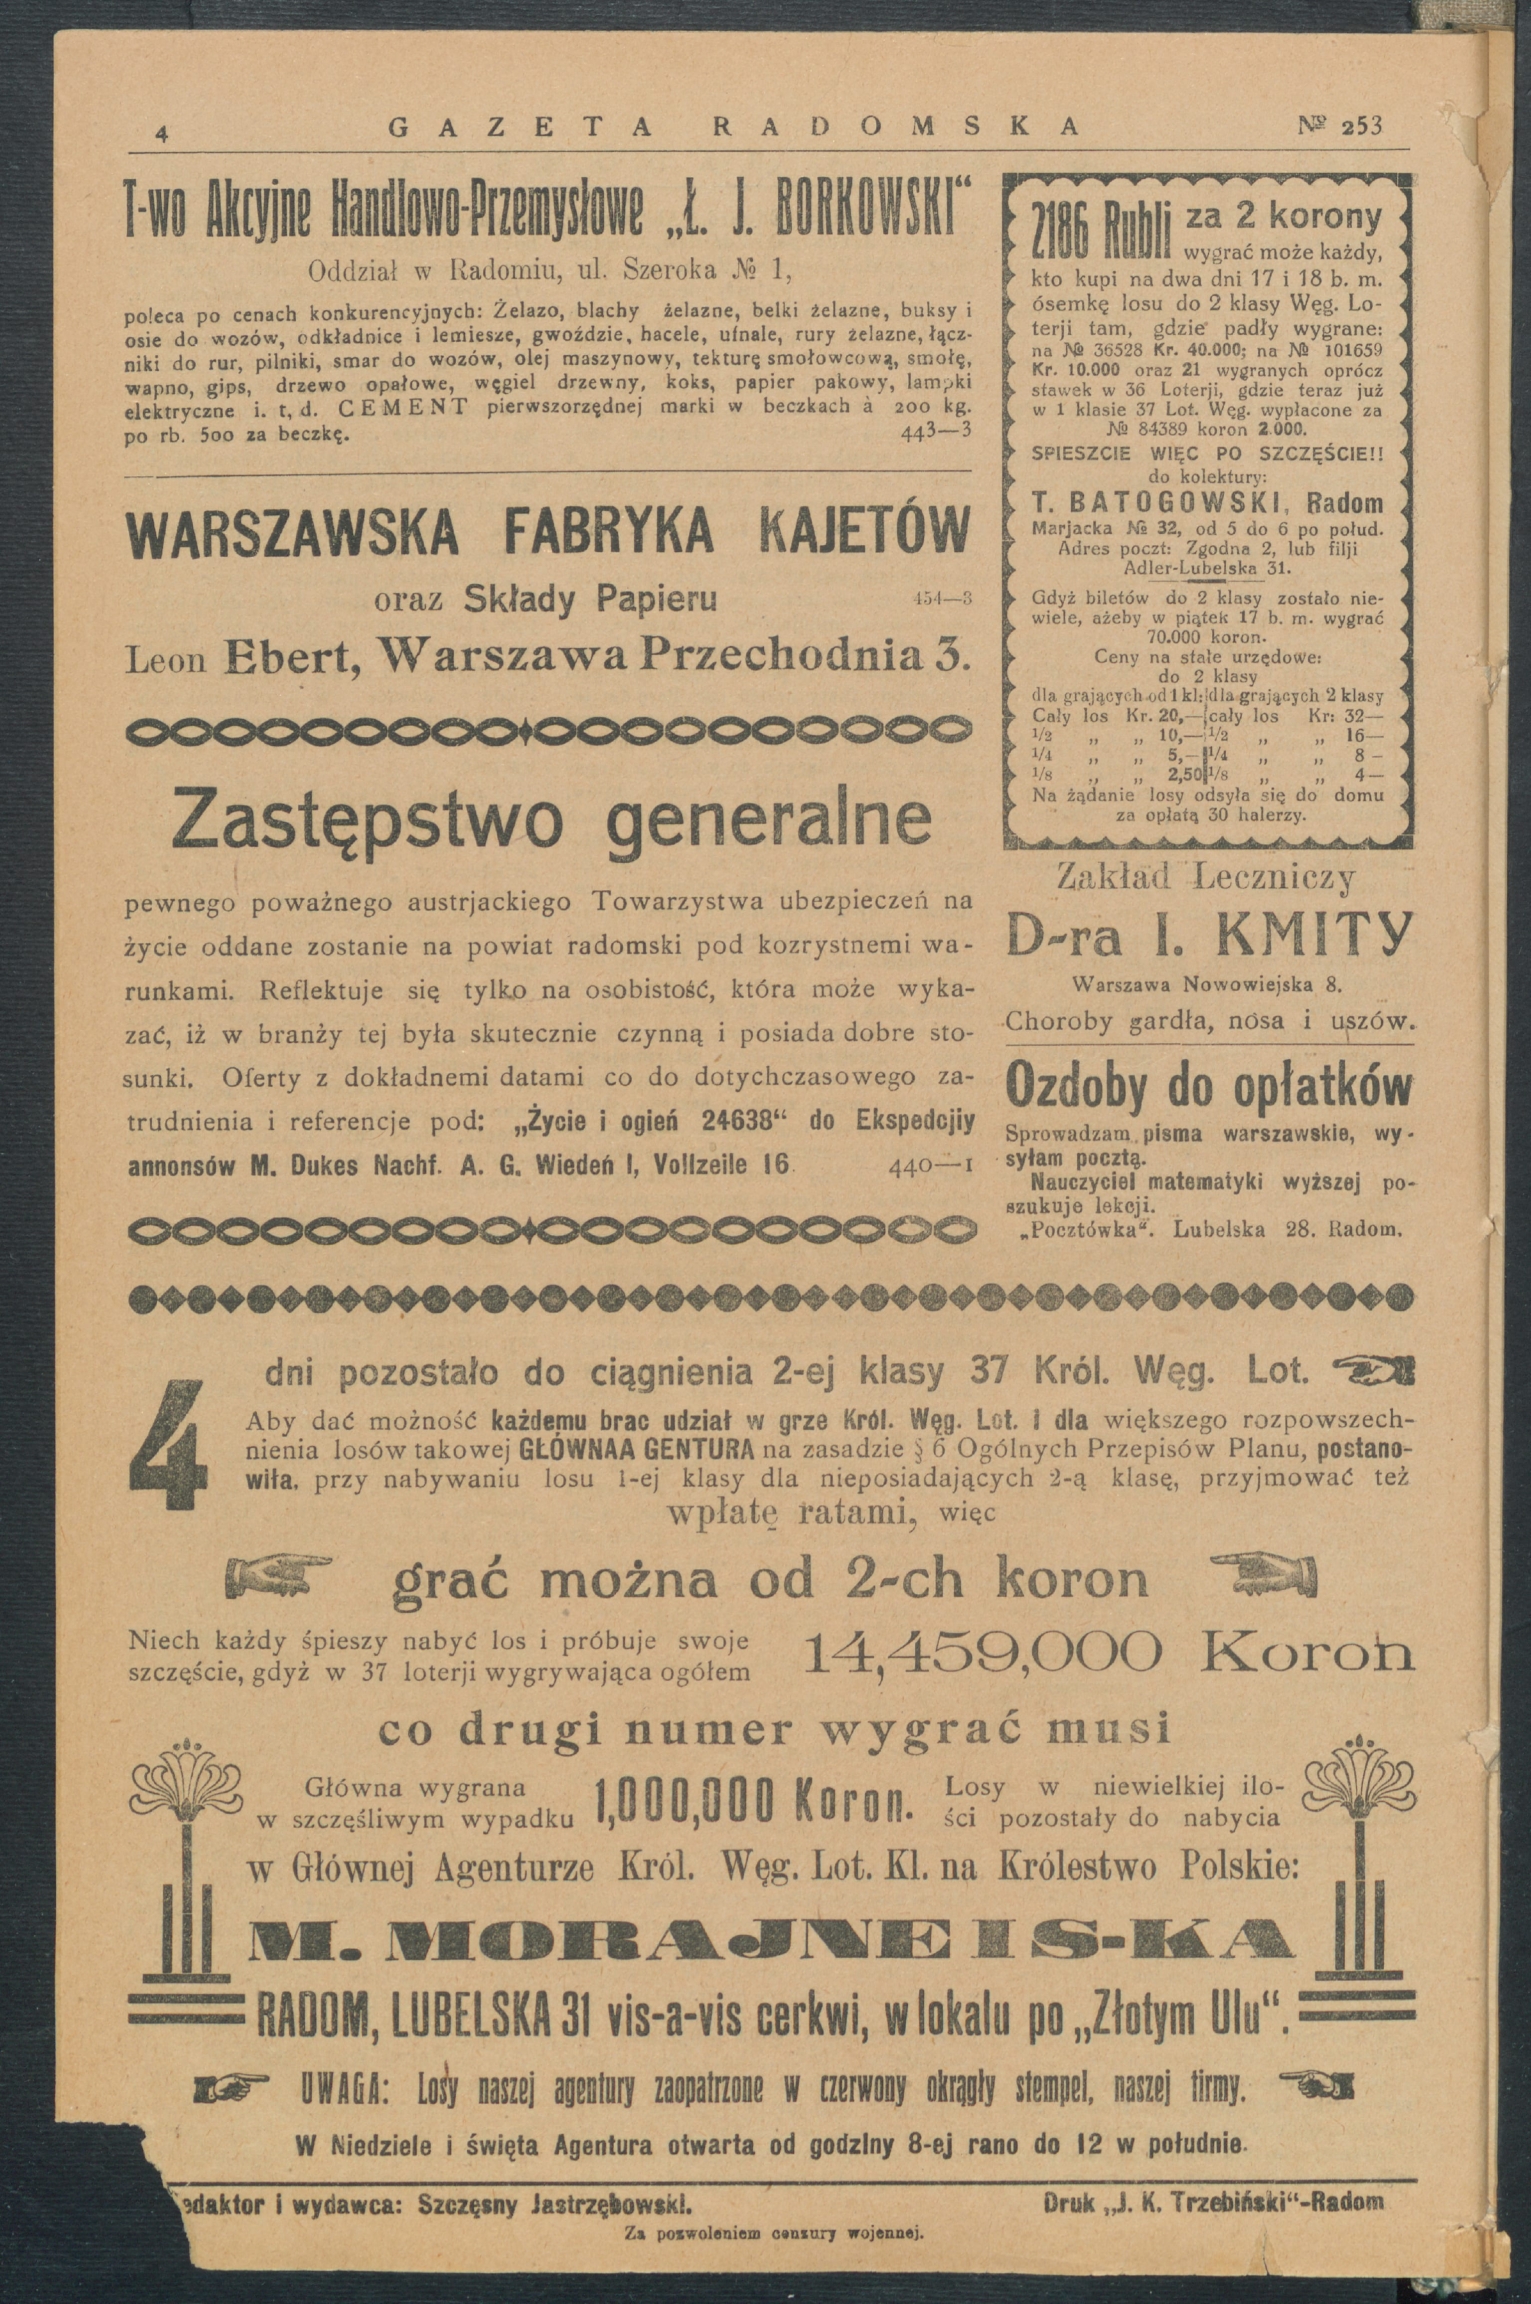 4 GAZETA RADOMSKA № 253
T-wo Akcyjne Handlowo-Przemysłowe „Ł. J. BORKOWSKI“
Oddział w Radomiu, ul. Szeroka № 1,
poleca po cenach konkurencyjnych: Żelazo, blachy żelazne, belki żelazne, buksy i
osie do wozów, odkładnice i lemiesze, gwoździe, hacele, ufnale, rury żelazne, łącz-
niki do rur, pilniki, smar do wozów, olej maszynowy, tekturę smołowcową, smołę,
wapno, gips, drzewo opałowe, węgiel drzewny, koks, papier pakowy, lampki
elektryczne i. t, d. CEMENT pierwszorzędnej marki w beczkach à 200 kg.
po rb. 500 za beczkę. 443—3
WARSZAWSKA FABRYKA KAJETÓW
oraz Składy Papieru 454—3
Leon Ebert, Warszawa Przechodnia 3.
Zastępstwo generalne
pewnego poważnego austrjackiego Towarzystwa ubezpieczeń na
życie oddane zostanie na powiat radomski pod kozrystnemi wa-
runkami. Reflektuje się tylko na osobistość, która może wyka-
zać, iż w branży tej była skutecznie czynną i posiada dobre sto-
sunki. Oferty z dokładnemi datami co do dotychczasowego za-
trudnienia i referencje pod: „Życie i ogień 24638“ do Ekspedcjiy
annonsów M. Dukes Nachf. A. G. Wiedeń I, Vollzeile 16. 440—1
2186 Rubli za 2 korony
wygrać może każdy,
kto kupi na dwa dni 17 i 18 b. m.
ósemkę losu do 2 klasy Węg. Lo-
terji tam, gdzie padły wygrane:
na № 36528 Kr. 40.000; na № 101659
Kr. 10.000 oraz 21 wygranych oprócz
stawek w 36 Loterji, gdzie teraz już
w 1 klasie 37 Lot. Węg. wypłacone za
№ 84389 koron 2.000.
SPIESZCIE WIĘC PO SZCZĘŚCIE!!
do kolektury:
T. BATOGOWSKI, Radom
Marjacka № 32, od 5 do 6 po połud.
Adres poczt: Zgodna 2, lub filji
Adler-Lubelska 31.
Gdyż biletów do 2 klasy zostało nie-
wiele, ażeby w piątek 17 b. m. wygrać
70.000 koron.
Ceny na stałe urzędowe:
do 2 klasy
dla grających od 1 kl: dla grających 2 klasy
Cały los Kr. 20,— cały los Kr: 32—
1/2 „ „ 10,— 1/2 „ „ 16—
1/4 „ „ 5,— 1/4 „ „ 8 -
1/8 „ „ 2,50 1/8 „ „ 4—
Na żądanie losy odsyła się do domu
za opłatą 30 halerzy.
Zakład Leczniczy
D-ra I. KMITY
Warszawa Nowowiejska 8.
Choroby gardła, nosa i uszów.
Ozdoby do opłatków
Sprowadzam pisma warszawskie, wy-
syłam pocztą.
Nauczyciel matematyki wyższej po-
szukuje lekcji.
„Pocztówka“. Lubelska 28. Radom.
4 dni pozostało do ciągnienia 2-ej klasy 37 Król. Węg. Lot.
Aby dać możność każdemu brac udział w grze Król. Węg. Lot. i dla większego rozpowszech-
nienia losów takowej GŁÓWNAA GENTURA na zasadzie § 6 Ogólnych Przepisów Planu, postano-
wiła, przy nabywaniu losu 1-ej klasy dla nieposiadających 2-ą klasę, przyjmować też
wpłatę ratami, więc
grać można od 2-ch koron
Niech każdy śpieszy nabyć los i próbuje swoje
szczęście, gdyż w 37 loterji wygrywająca ogółem
14,459,000 Koron
co drugi numer wygrać musi
Główna wygrana
w szczęśliwym wypadku
1,000,000 Koron.
Losy w niewielkiej ilo-
ści pozostały do nabycia
w Głównej Agenturze Król. Węg. Lot. Kl. na Królestwo Polskie:
M. MORAJNE I S-KA
RADOM, LUBELSKA 31 vis-a-vis cerkwi, w lokalu po „Złotym Ulu“.
UWAGA: Losy naszej agentury zaopatrzone w czerwony okrągły stempel, naszej firmy.
W Niedziele i święta Agentura otwarta od godziny 8-ej rano do 12 w południe.
edaktor i wydawca: Szczęsny Jastrzębowski.
Druk „J. K. Trzebiński“-Radom
Za pozwoleniem cenzury wojennej.